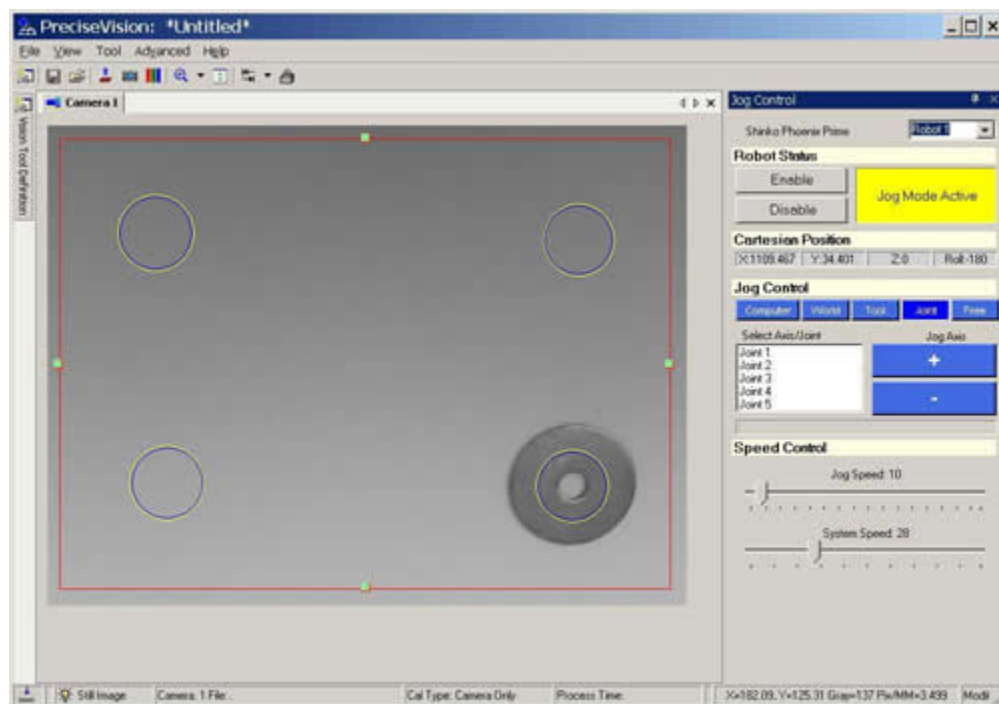 PreciseVision: *Untitled*
File View Tool Advanced Help
Camera 1
Vision Tool Definition
Jog Control
Shinko Phoenix Prime Robot 1
Robot Status
Enable
Disable
Jog Mode Active
Cartesian Position
X:1109.467 Y:34.401 Z:0 Roll:-180
Jog Control
Computer World Tool Joint Free
Select Axis/Joint Jog Axis
Joint 1
Joint 2
Joint 3
Joint 4
Joint 5
+
-
Speed Control
Jog Speed: 10
System Speed: 28
Still Image Camera: 1 File: Cal Type: Camera Only Process Time: X=182.09, Y=125.31 Gray=137 Pix/MM=3.499 Modi